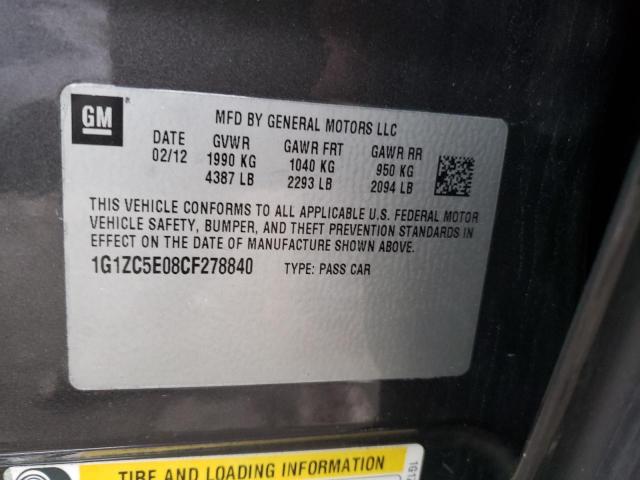 GM
MFD BY GENERAL MOTORS LLC
DATE GVWR GAWR FRT GAWR RR
02/12 1990 KG 1040 KG 950 KG
4387 LB 2293 LB 2094 LB
THIS VEHICLE CONFORMS TO ALL APPLICABLE U.S. FEDERAL MOTOR
VEHICLE SAFETY, BUMPER, AND THEFT PREVENTION STANDARDS IN
EFFECT ON THE DATE OF MANUFACTURE SHOWN ABOVE.
1G1ZC5E08CF278840 TYPE: PASS CAR
TIRE AND LOADING INFORMATION